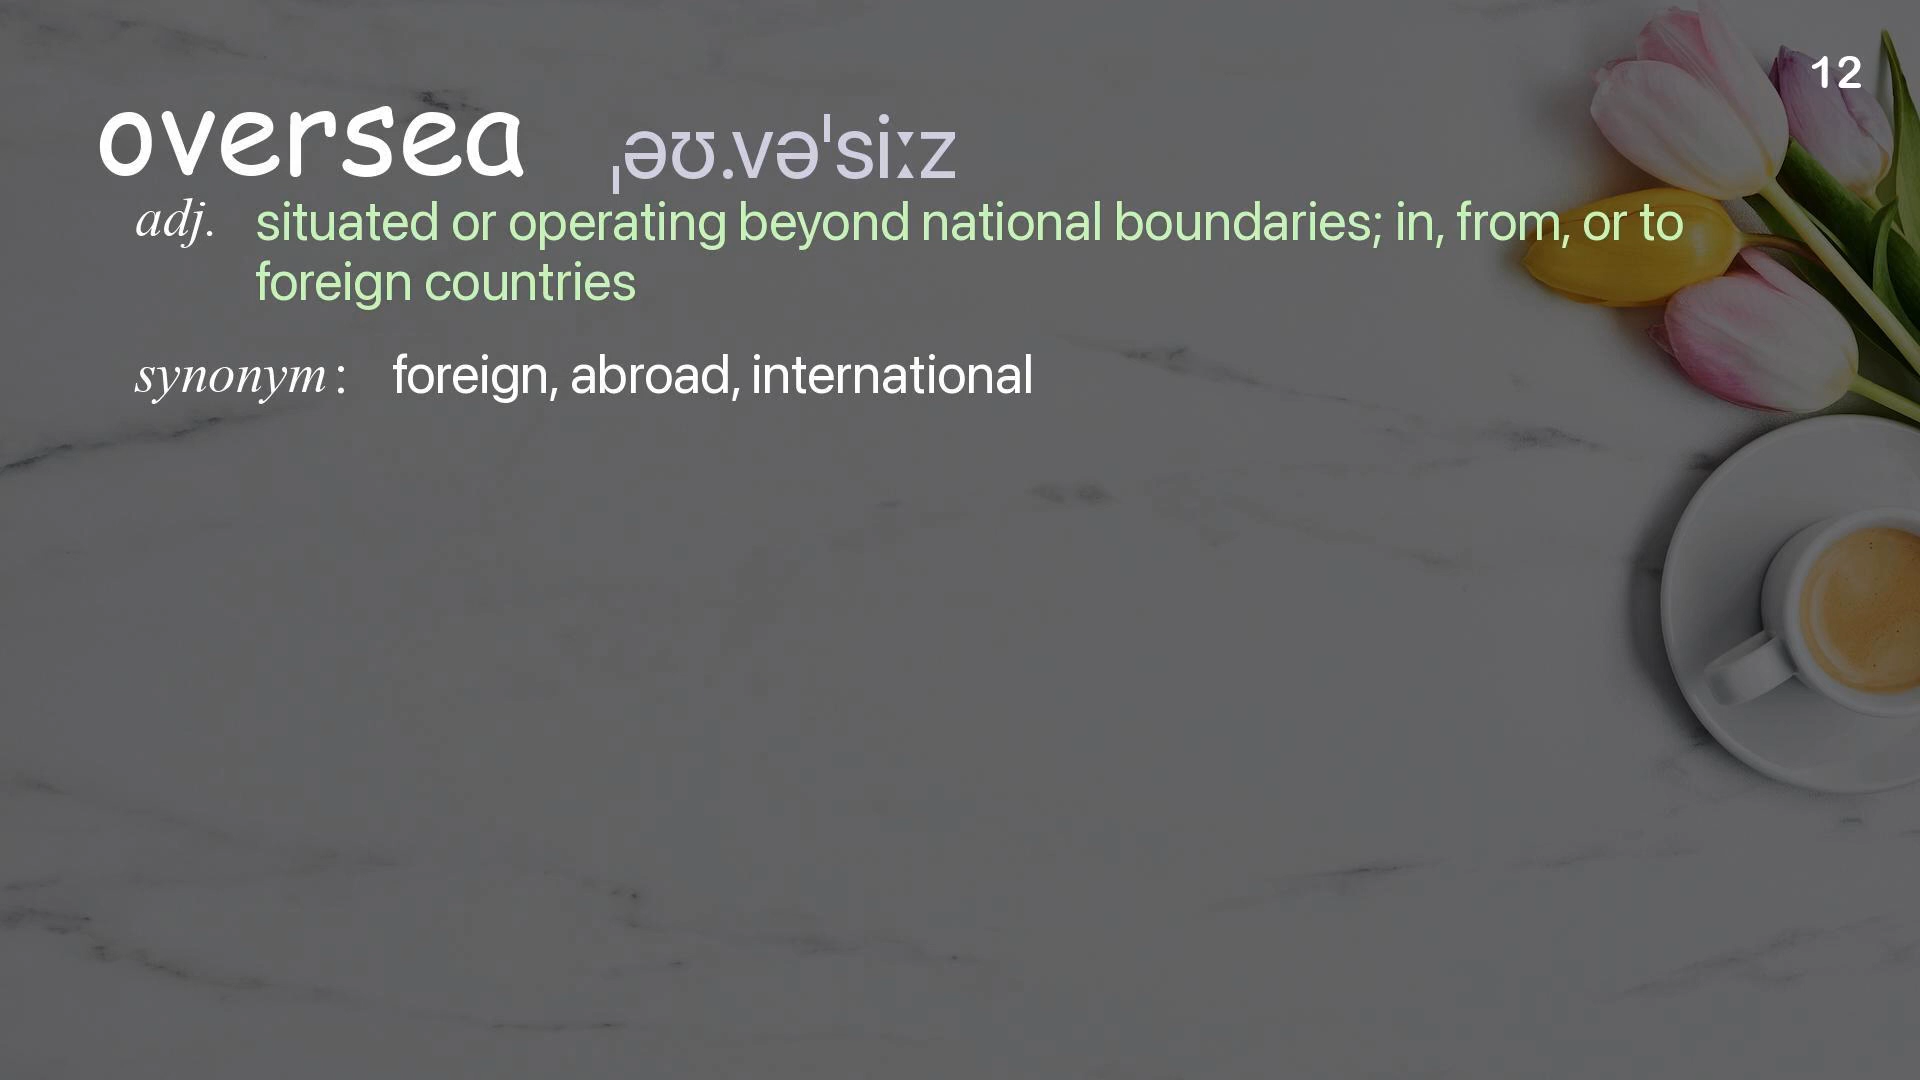 12
oversea ˌəʊ.vəˈsiːz
adj. situated or operating beyond national boundaries; in, from, or to
foreign countries
synonym: foreign, abroad, international